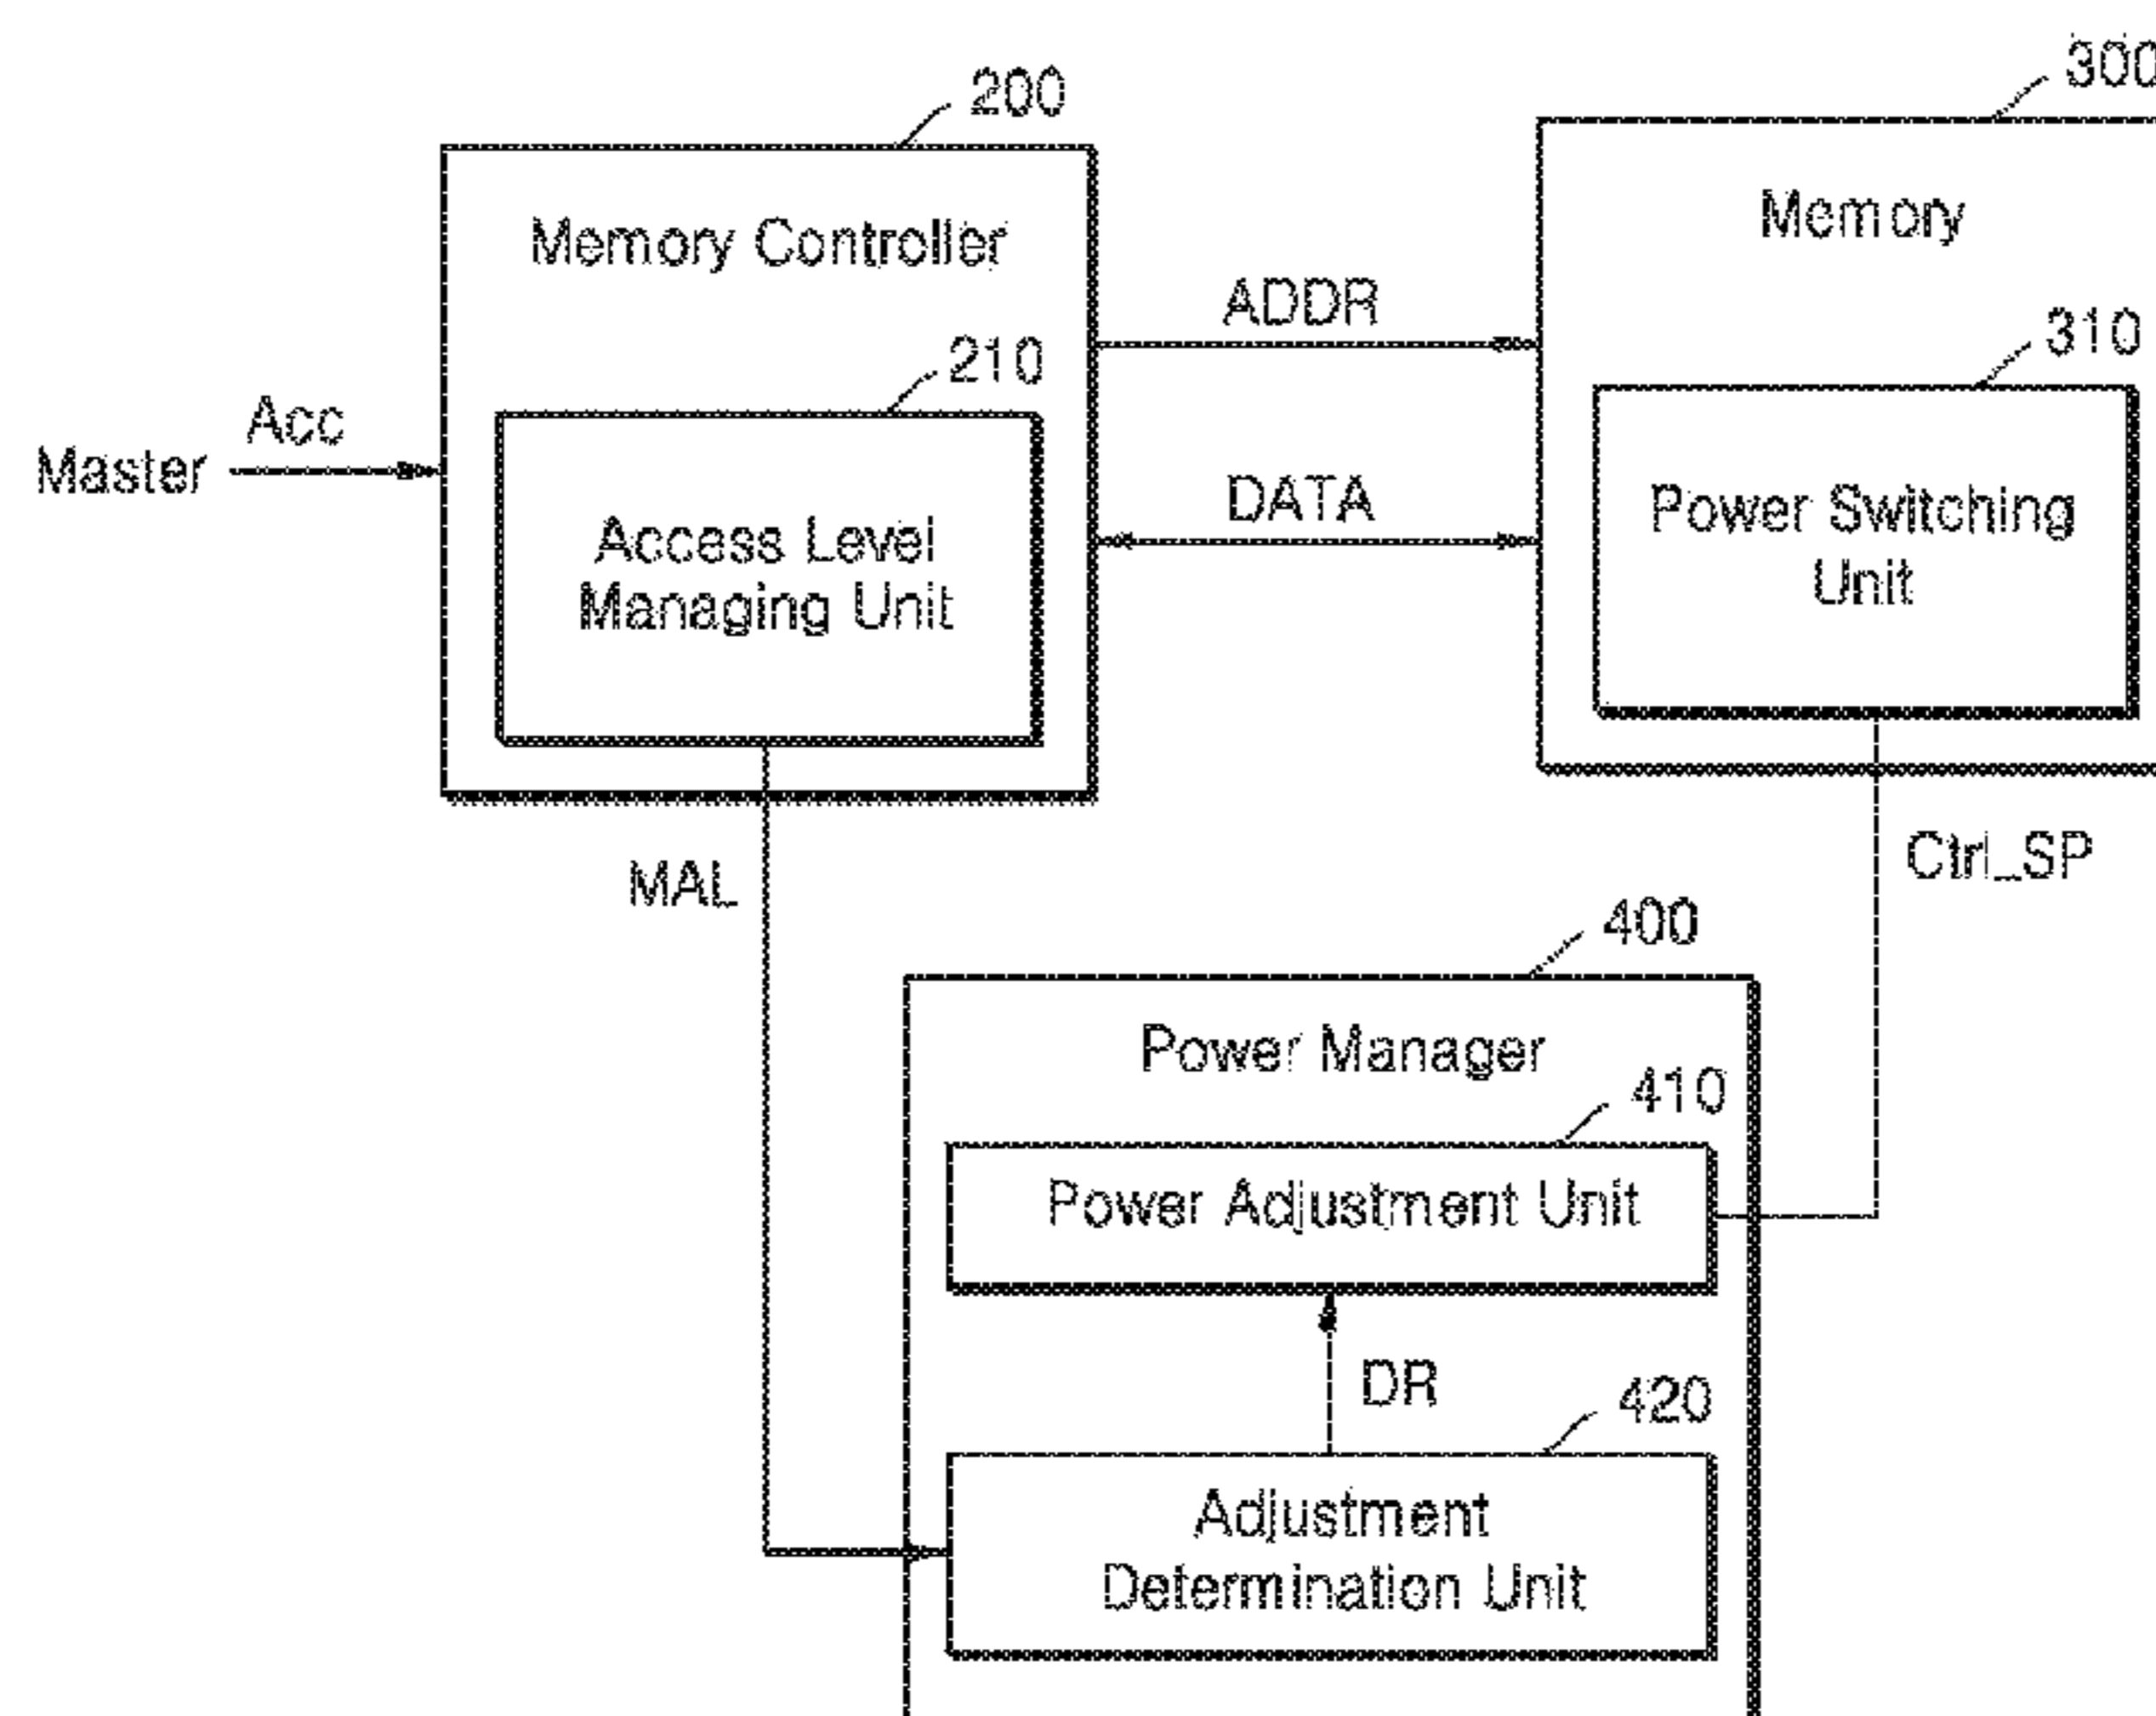 200
300
Memory Controller
Memory
ADDR
310
210
Acc
Master
DATA
Power Switching
Unit
Access Level
Managing Unit
MAL
Ctrl_SP
400
Power Manager
410
Power Adjustment Unit
DR
420
Adjustment
Determination Unit